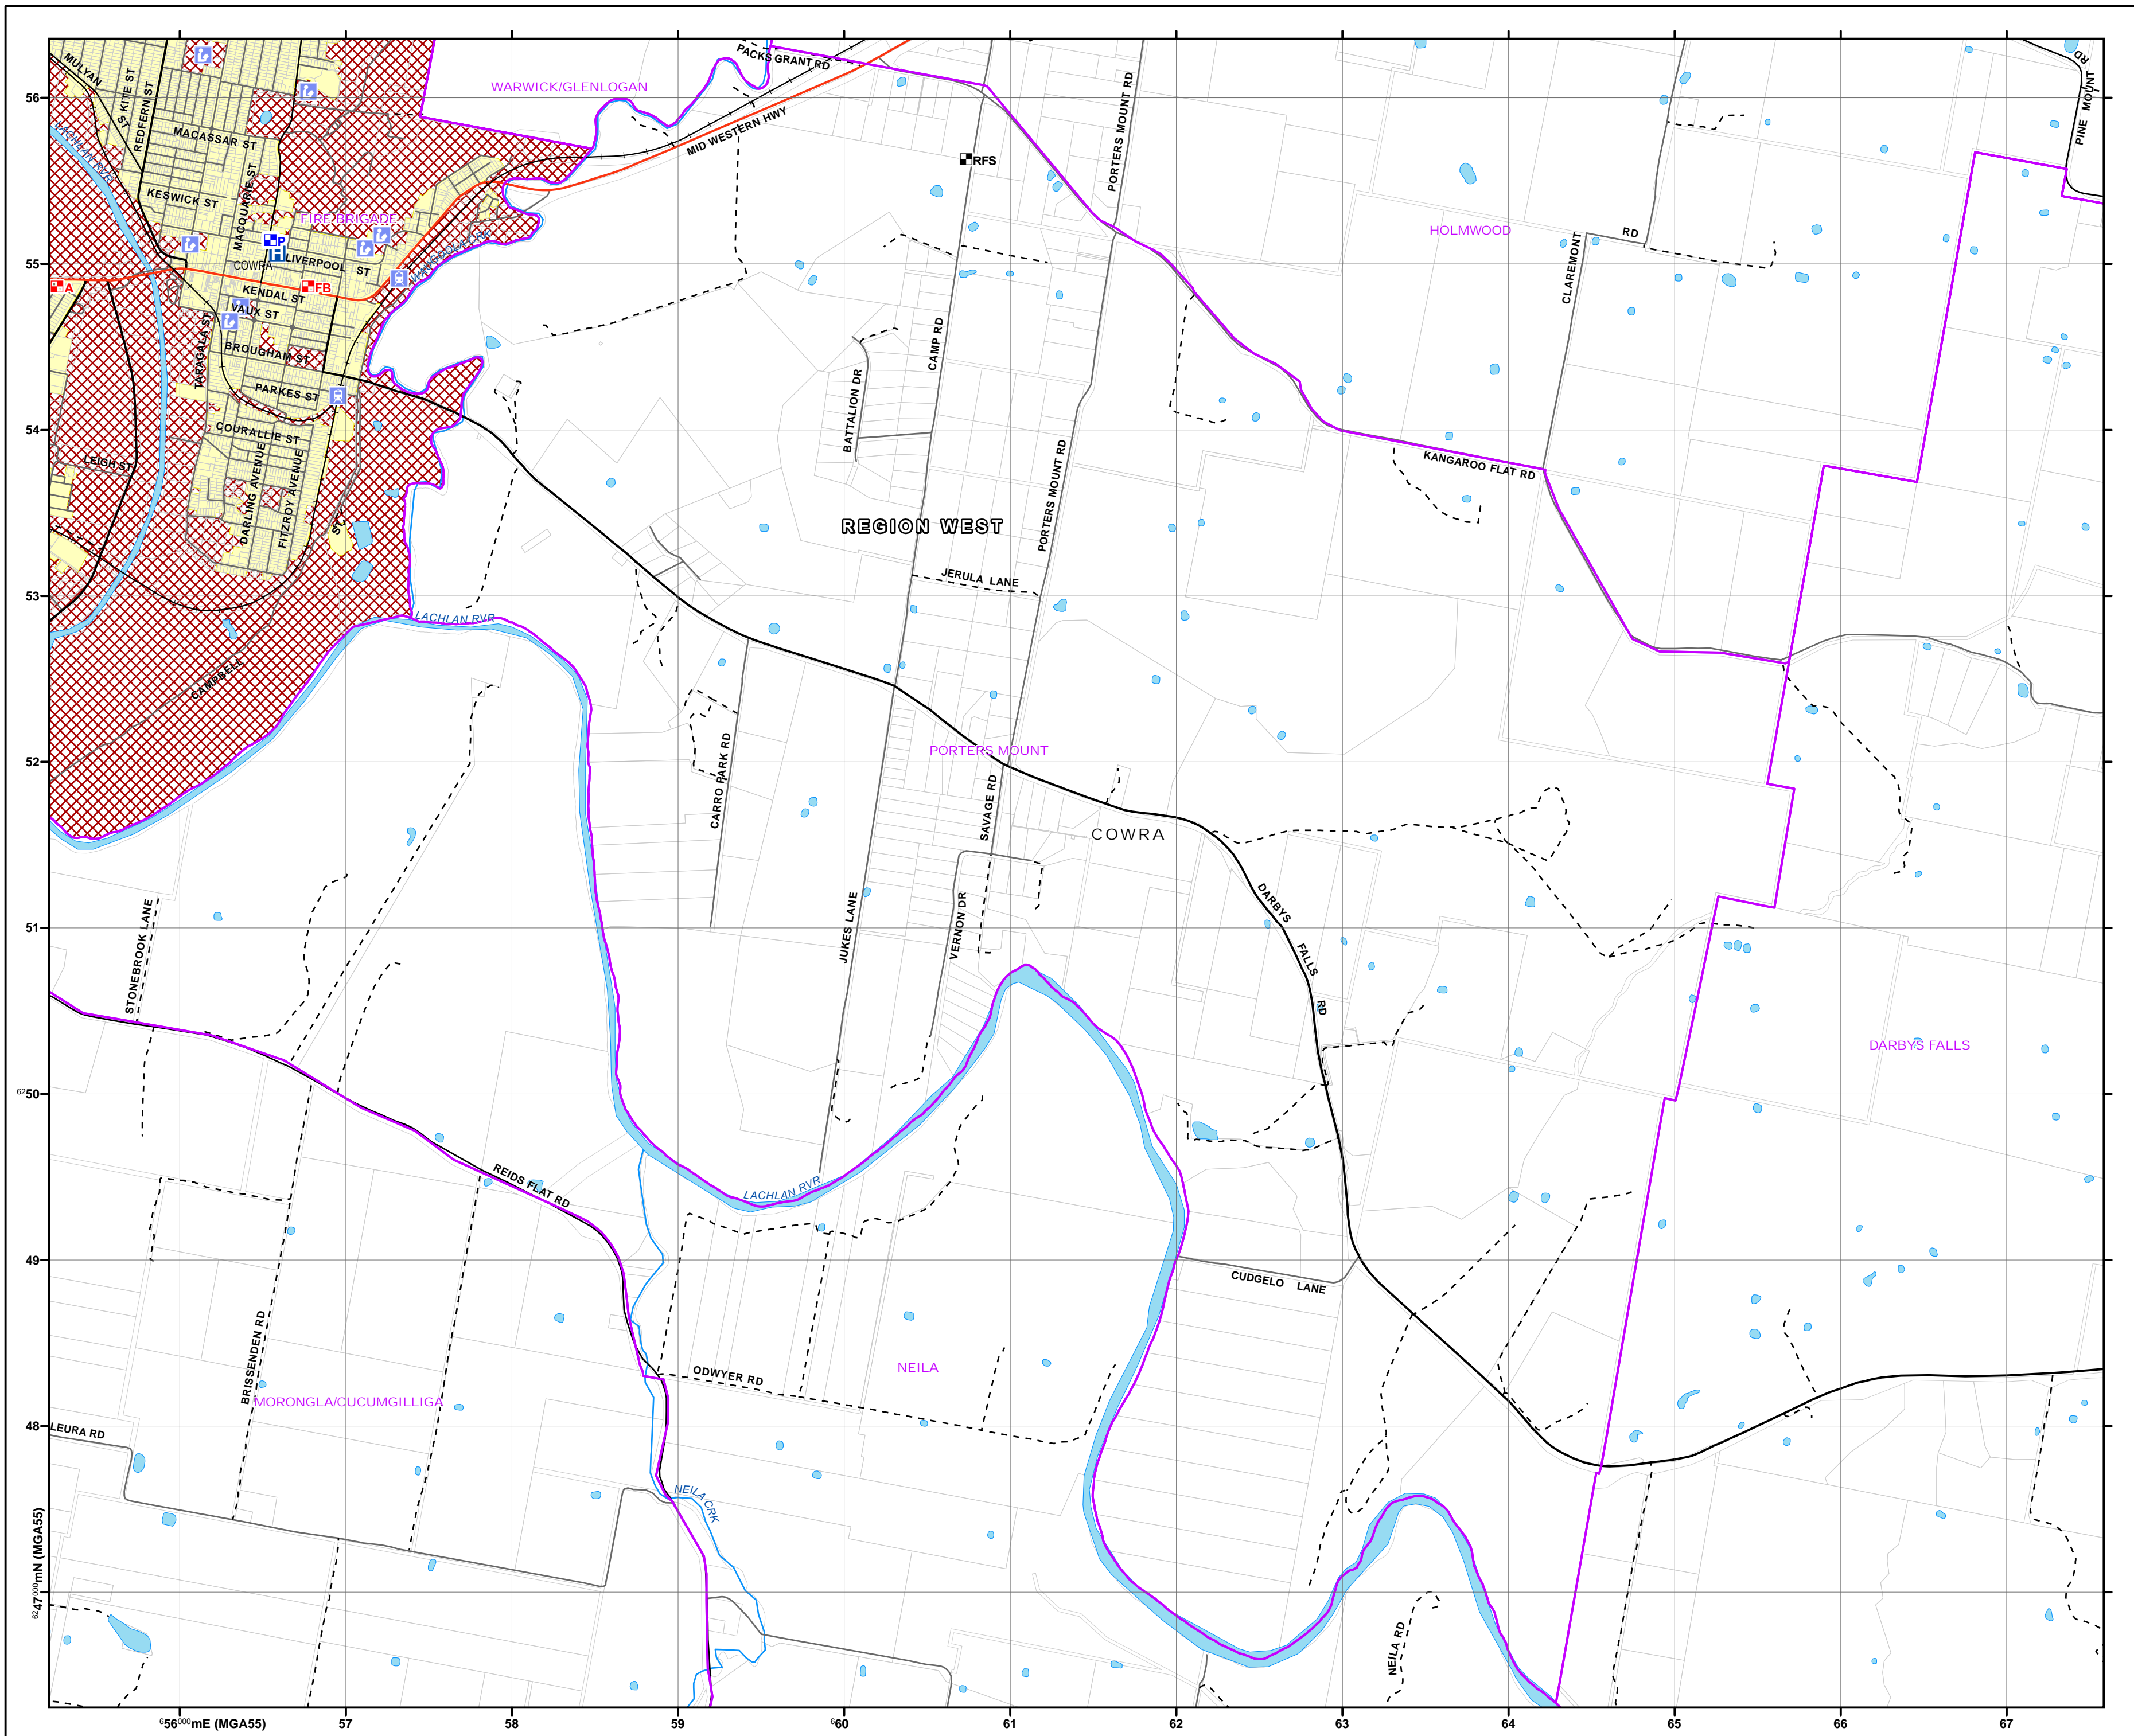 PACKS GRANT RD
RD
PINE MOUNT
MULYAN ST
KITE ST
REDFERN ST
WARWICK/GLENLOGAN
PORTERS MOUNT RD
56
MID WESTERN HWY
LACHLAN RVR
MACASSAR ST
RFS
KESWICK ST
MACQUARIE ST
FIRE BRIGADE
HOLMWOOD
RD
P
H
LIVERPOOL ST
WAUGOOLA CRK
55
COWRA
CLAREMONT
A
KENDAL ST
FB
VAUX ST
TARAGALA ST
BROUGHAM ST
CAMP RD
PARKES ST
BATTALION DR
54
COURALLIE ST
LEIGH ST
DARLING AVENUE
FITZROY AVENUE
ST
KANGAROO FLAT RD
PORTERS MOUNT RD
REGION WEST
JERULA LANE
53
LACHLAN RVR
CAMPBELL
52
PORTERS MOUNT
CARRO PARK RD
SAVAGE RD
COWRA
DARBYS FALLS RD
51
STONEBROOK LANE
JUKES LANE
VERNON DR
DARBYS FALLS
6250
REIDS FLAT RD
LACHLAN RVR
49
CUDGELO LANE
BRISSENDEN RD
ODWYER RD
NEILA
MORONGLA/CUCUMGILLIGA
48
LEURA RD
NEILA CRK
6247000mN (MGA55)
NEILA RD
656000mE (MGA55)
57
58
59
660
61
62
63
64
65
66
67